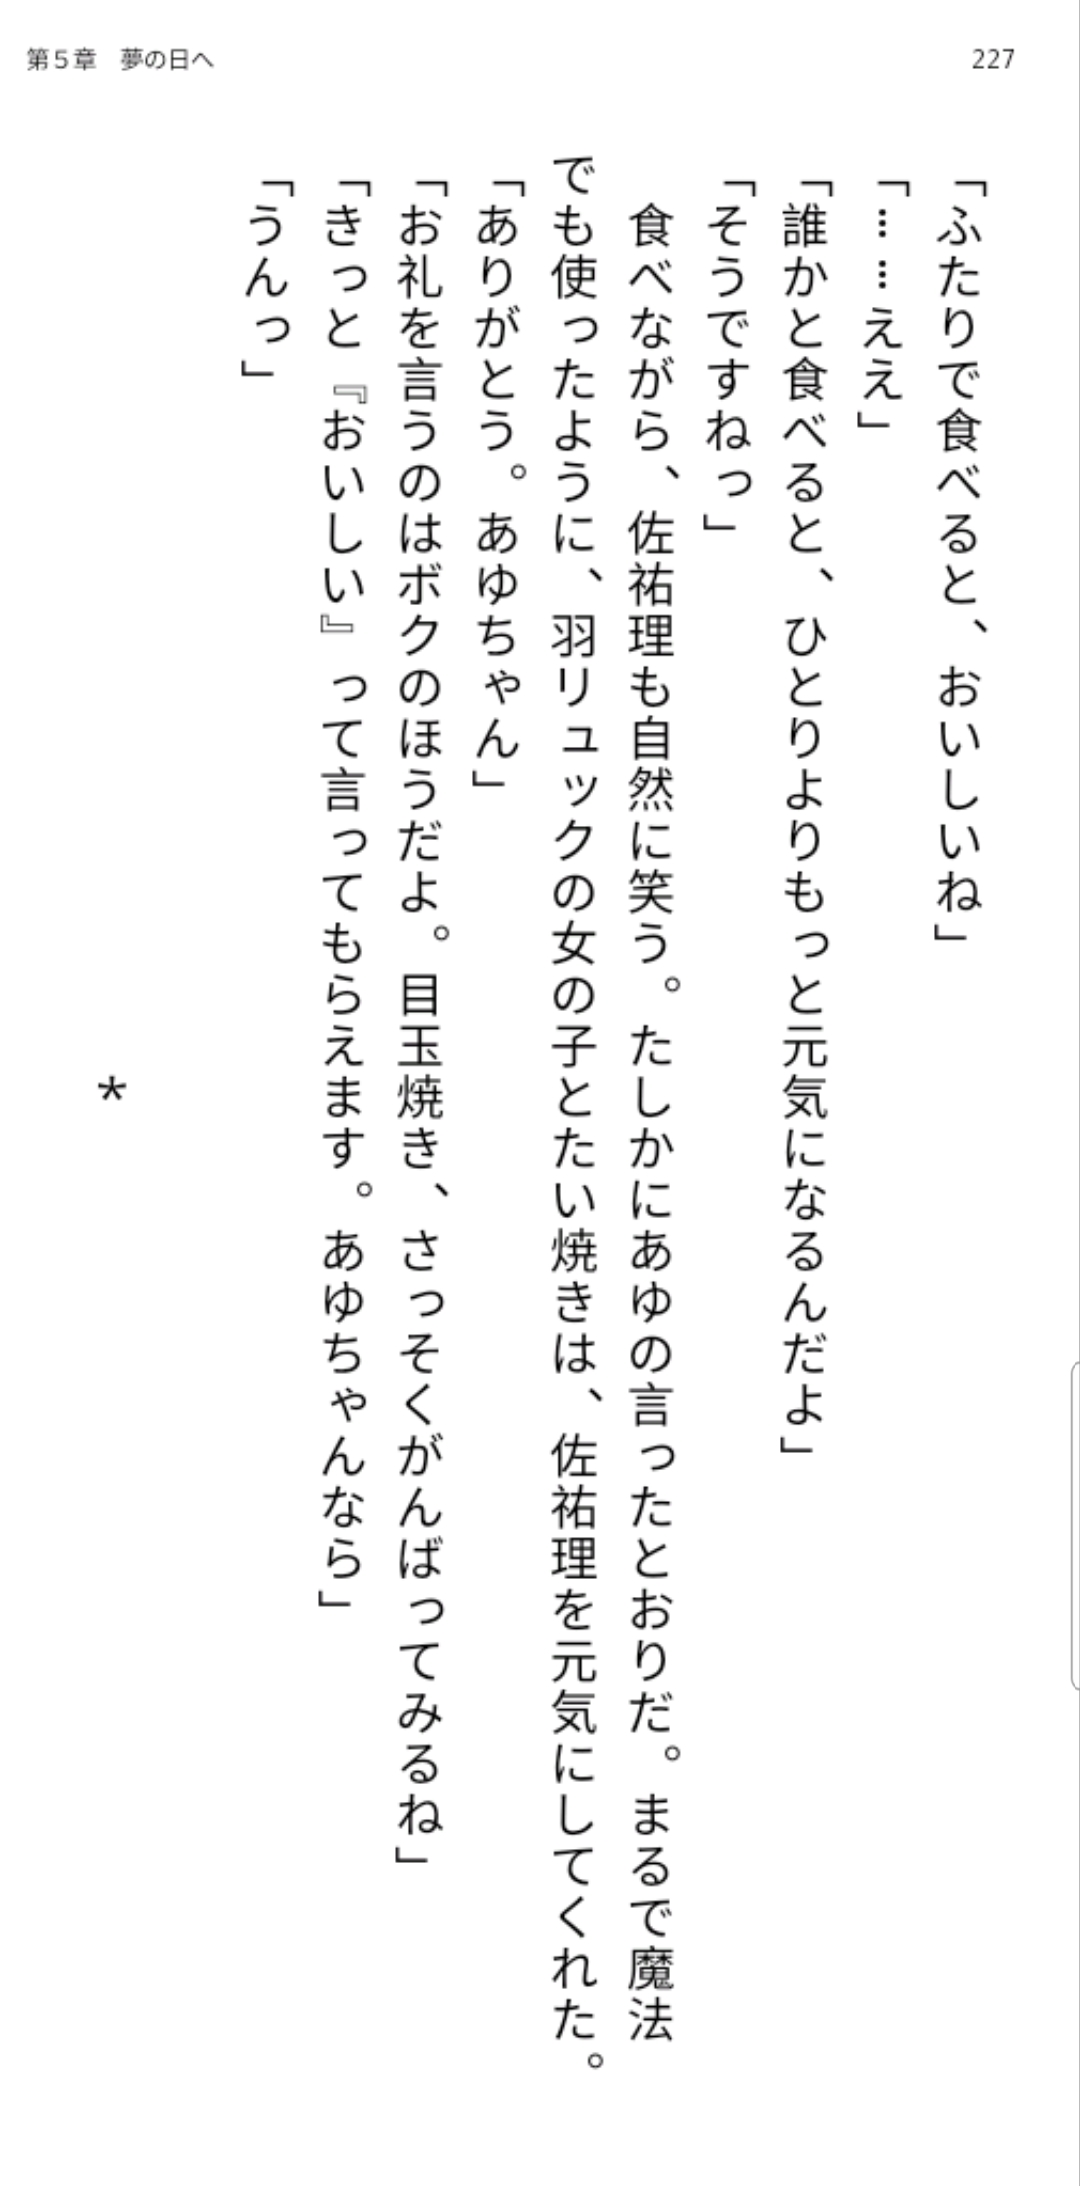 第5章　夢の日へ
227
「ふたりで食べると、おいしいね」
「……ええ」
「誰かと食べると、ひとりよりもっと元気になるんだよ」
「そうですねっ」
　食べながら、佐祐理も自然に笑う。たしかにあゆの言ったとおりだ。まるで魔法
でも使ったように、羽リュックの女の子とたい焼きは、佐祐理を元気にしてくれた。
「ありがとう。あゆちゃん」
「お礼を言うのはボクのほうだよ。目玉焼き、さっそくがんばってみるね」
「きっと『おいしい』って言ってもらえます。あゆちゃんなら」
「うんっ」
*